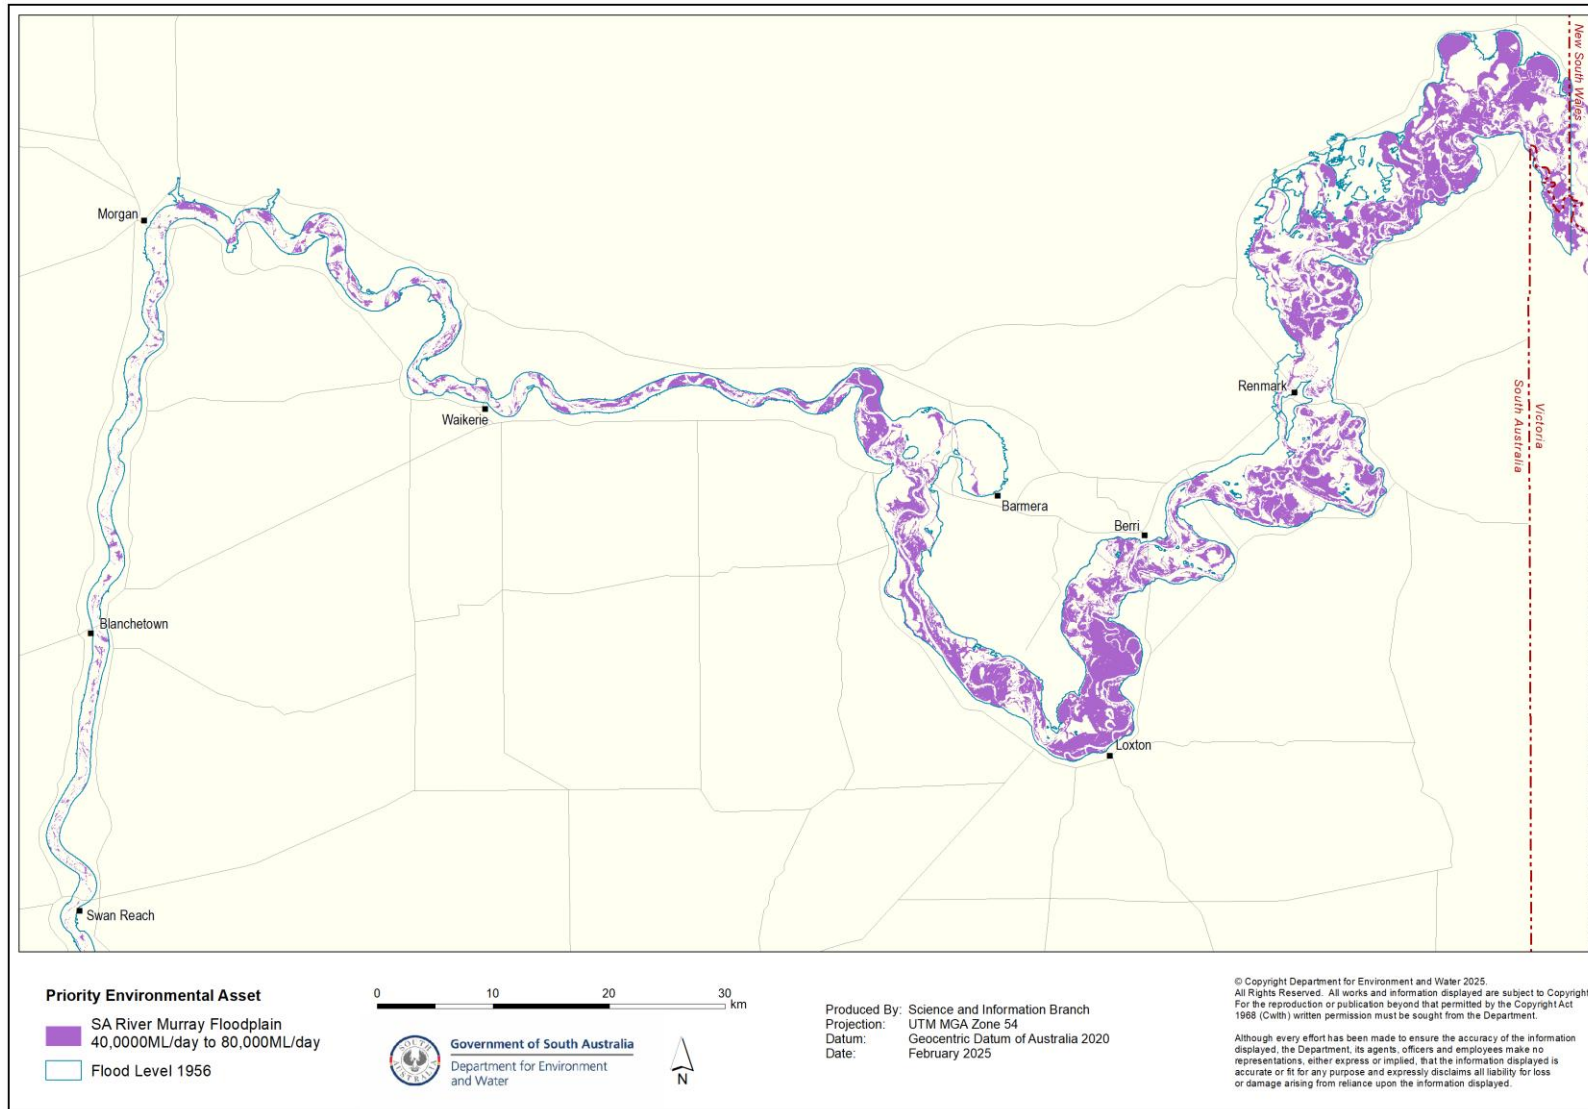 New South Wales
Morgan
Waikerie
Renmark
South Australia
Victoria
Barmera
Berri
Blanchetown
Loxton
Swan Reach
Priority Environmental Asset
SA River Murray Floodplain
40,0000ML/day to 80,000ML/day
Flood Level 1956
0 10 20 30
km
SOUTH AUSTRALIA
Government of South Australia
Department for Environment
and Water
N
Produced By: Science and Information Branch
Projection: UTM MGA Zone 54
Datum: Geocentric Datum of Australia 2020
Date: February 2025
© Copyright Department for Environment and Water 2025.
All Rights Reserved. All works and information displayed are subject to Copyright
For the reproduction or publication beyond that permitted by the Copyright Act
1968 (Cwlth) written permission must be sought from the Department.
Although every effort has been made to ensure the accuracy of the information
displayed, the Department, its agents, officers and employees make no
representations, either express or implied, that the information displayed is
accurate or fit for any purpose and expressly disclaims all liability for loss
or damage arising from reliance upon the information displayed.